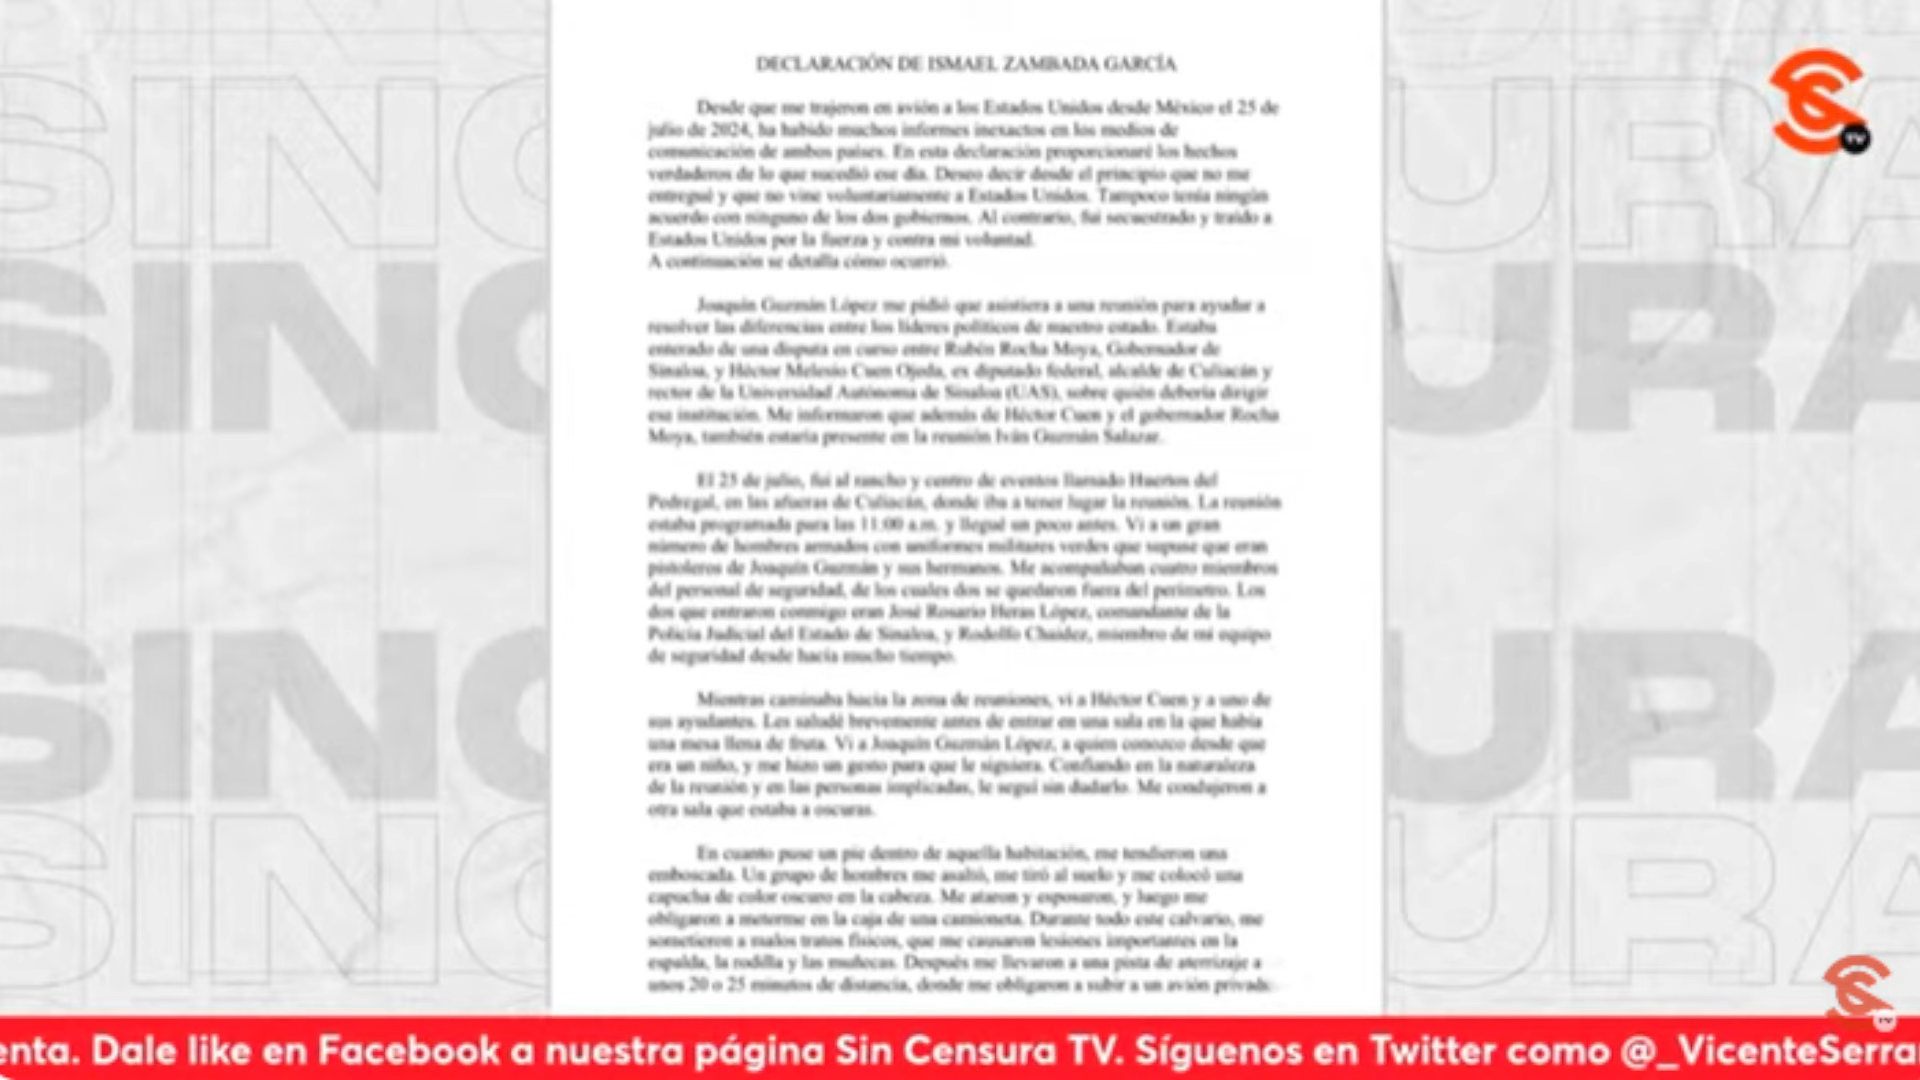 DECLARACIÓN DE ISMAEL ZAMBADA GARCÍA
Desde que me trajeron en avión a los Estados Unidos desde México el 25 de
julio de 2024, ha habido muchos informes inexactos en los medios de
comunicación de ambos países. En esta declaración proporcionaré los hechos
verdaderos de lo que sucedió ese día. Deseo decir desde el principio que no me
entregué y que no vine voluntariamente a Estados Unidos. Tampoco tenía ningún
acuerdo con ninguno de los dos gobiernos. Al contrario, fui secuestrado y traído a
Estados Unidos por la fuerza y contra mi voluntad.
A continuación se detalla cómo ocurrió.
Joaquín Guzmán López me pidió que asistiera a una reunión para ayudar a
resolver las diferencias entre los líderes políticos de nuestro estado. Estaba
enterado de una disputa en curso entre Rubén Rocha Moya, Gobernador de
Sinaloa, y Héctor Melesio Cuen Ojeda, ex diputado federal, alcalde de Culiacán y
rector de la Universidad Autónoma de Sinaloa (UAS), sobre quién debería dirigir
esa institución. Me informaron que además de Héctor Cuen y el gobernador Rocha
Moya, también estaría presente en la reunión Iván Guzmán Salazar.
El 25 de julio, fui al rancho y centro de eventos llamado Huertos del
Pedregal, en las afueras de Culiacán, donde iba a tener lugar la reunión. La reunión
estaba programada para las 11:00 a.m. y llegué un poco antes. Vi a un gran
número de hombres armados con uniformes militares verdes que supuse que eran
pistoleros de Joaquín Guzmán y sus hermanos. Me acompañaban cuatro miembros
del personal de seguridad, de los cuales dos se quedaron fuera del perímetro. Los
dos que entraron conmigo eran José Rosario Heras López, comandante de la
Policía Judicial del Estado de Sinaloa, y Rodolfo Chaidez, miembro de mi equipo
de seguridad desde hacía mucho tiempo.
Mientras caminaba hacia la zona de reuniones, vi a Héctor Cuen y a uno de
sus ayudantes. Les saludé brevemente antes de entrar en una sala en la que había
una mesa llena de fruta. Vi a Joaquín Guzmán López, a quien conozco desde que
era un niño, y me hizo un gesto para que le siguiera. Confiando en la naturaleza
de la reunión y en las personas implicadas, le seguí sin dudarlo. Me condujeron a
otra sala que estaba a oscuras.
En cuanto puse un pie dentro de aquella habitación, me tendieron una
emboscada. Un grupo de hombres me asaltó, me tiró al suelo y me colocó una
capucha de color oscuro en la cabeza. Me ataron y esposaron, y luego me
obligaron a meterme en la caja de una camioneta. Durante todo este calvario, me
sometieron a malos tratos físicos, que me causaron lesiones importantes en la
espalda, la rodilla y las muñecas. Después me llevaron a una pista de aterrizaje a
unos 20 o 25 minutos de distancia, donde me obligaron a subir a un avión privado
SINC
URA
SINC
URA
SINC
URA
SINC
URA
TV
TV
enta. Dale like en Facebook a nuestra página Sin Censura TV. Síguenos en Twitter como @_VicenteSerra